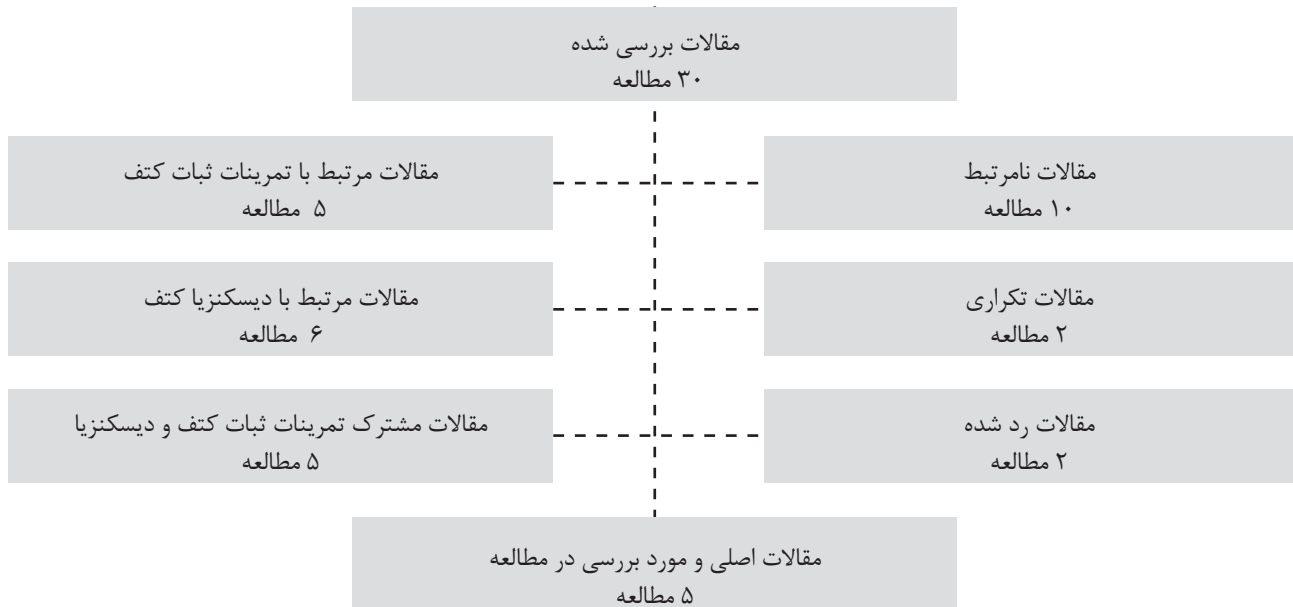 مقالات بررسی شده
۳۰ مطالعه
مقالات نامرتبط
۱۰ مطالعه
مقالات مرتبط با تمرینات ثبات کتف
۵ مطالعه
مقالات تکراری
۲ مطالعه
مقالات مرتبط با دیسکنزیا کتف
۶ مطالعه
مقالات رد شده
۲ مطالعه
مقالات مشترک تمرینات ثبات کتف و دیسکنزیا
۵ مطالعه
مقالات اصلی و مورد بررسی در مطالعه
۵ مطالعه